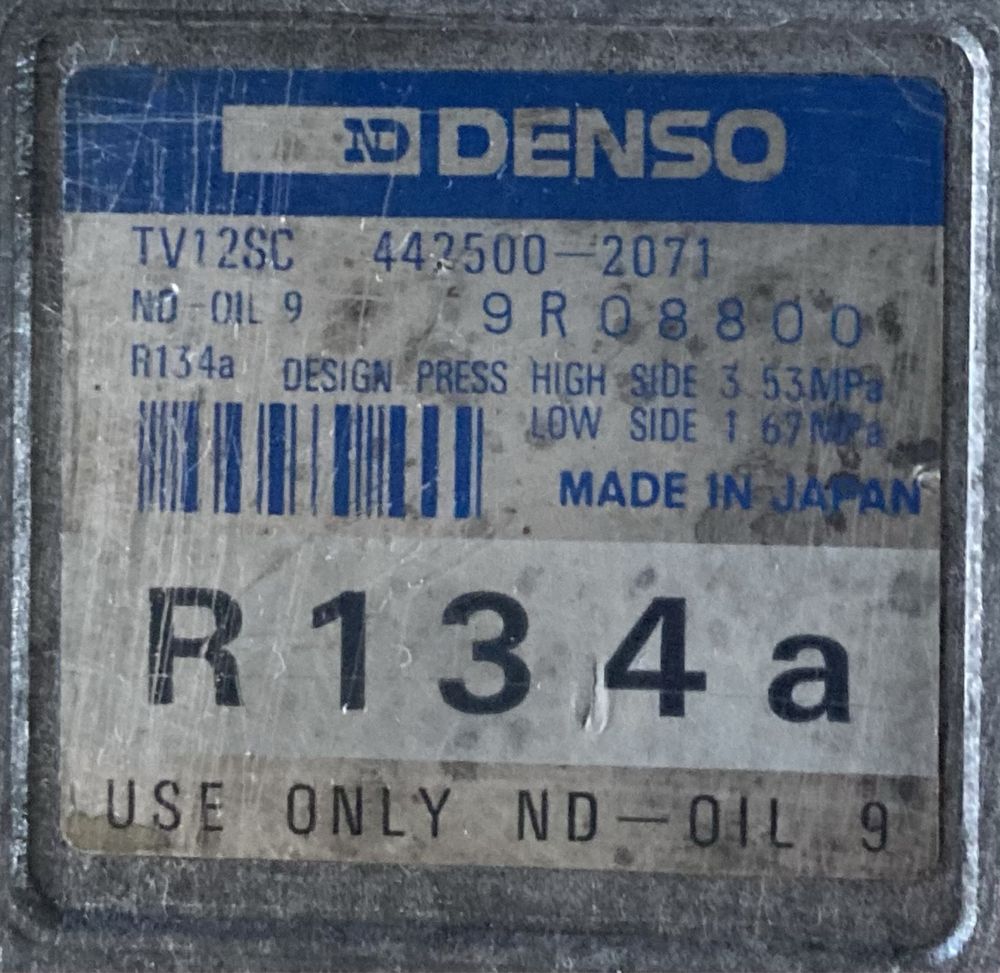 ND DENSO
TV12SC 442500-2071
ND-OIL 9 9R08800
R134a DESIGN PRESS HIGH SIDE 3.53MPa
LOW SIDE 1.67MPa
MADE IN JAPAN
R134a
USE ONLY ND-OIL 9